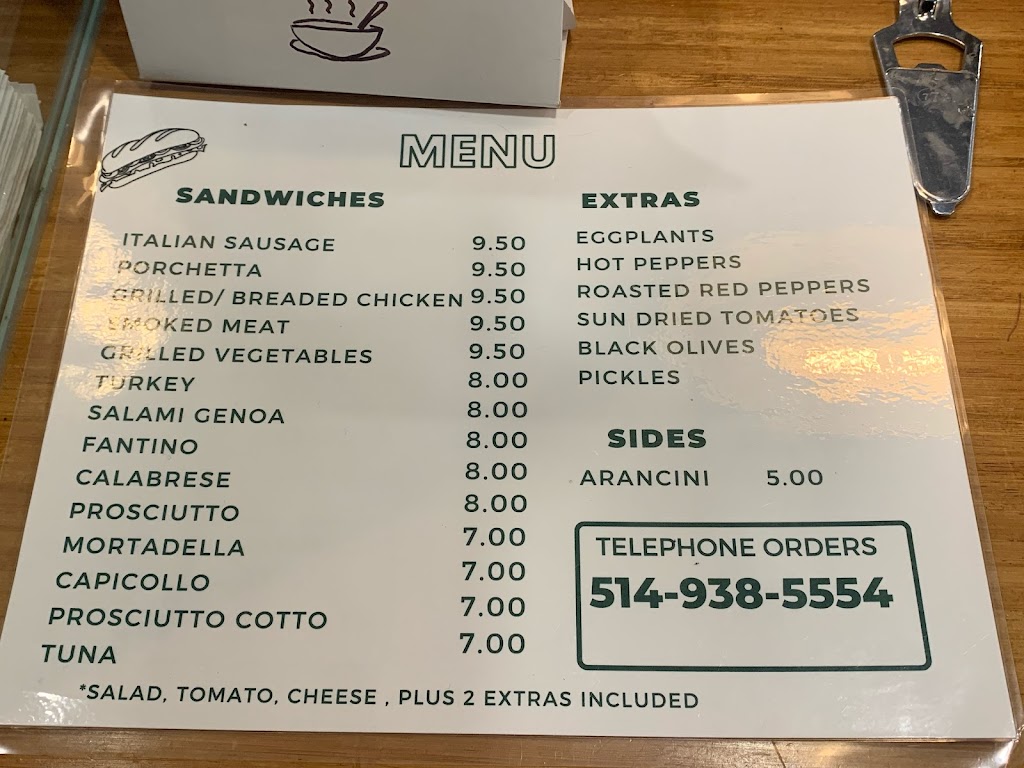 MENU
SANDWICHES
ITALIAN SAUSAGE 9.50
PORCHETTA 9.50
GRILLED/ BREADED CHICKEN 9.50
SMOKED MEAT 9.50
GRILLED VEGETABLES 9.50
TURKEY 8.00
SALAMI GENOA 8.00
FANTINO 8.00
CALABRESE 8.00
PROSCIUTTO 8.00
MORTADELLA 7.00
CAPICOLLO 7.00
PROSCIUTTO COTTO 7.00
TUNA 7.00
EXTRAS
EGGPLANTS
HOT PEPPERS
ROASTED RED PEPPERS
SUN DRIED TOMATOES
BLACK OLIVES
PICKLES
SIDES
ARANCINI 5.00
TELEPHONE ORDERS
514-938-5554
*SALAD, TOMATO, CHEESE , PLUS 2 EXTRAS INCLUDED